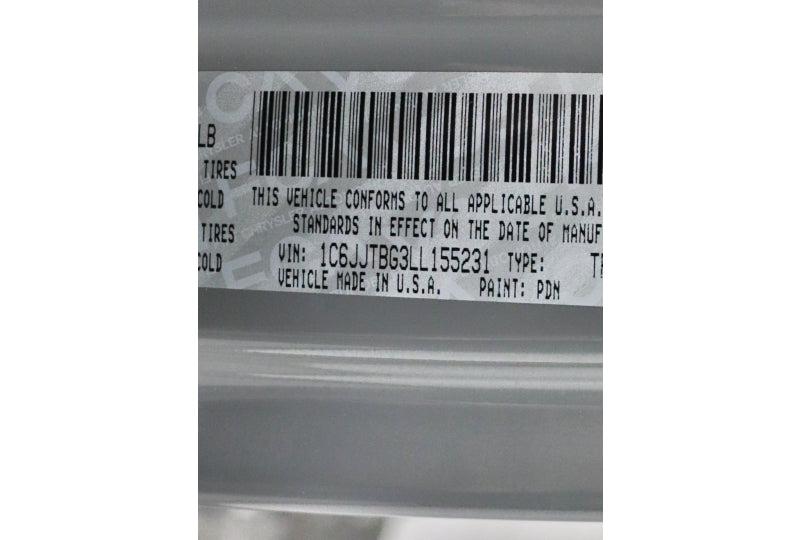 LB
TIRES
COLD
THIS VEHICLE CONFORMS TO ALL APPLICABLE U.S.A.
STANDARDS IN EFFECT ON THE DATE OF MANUF
TIRES
VIN: 1C6JJTBG3LL155231 TYPE:
COLD
VEHICLE MADE IN U.S.A. PAINT: PDN